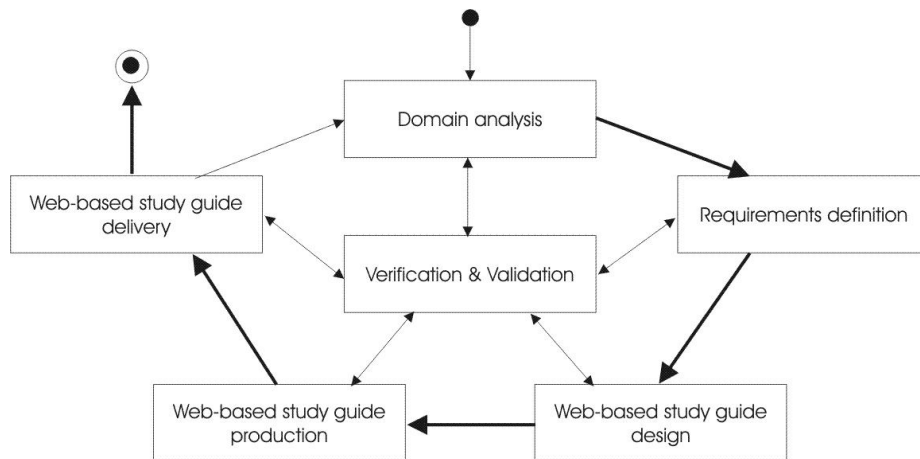 Domain analysis
Web-based study guide
delivery
Requirements definition
Verification & Validation
Web-based study guide
production
Web-based study guide
design